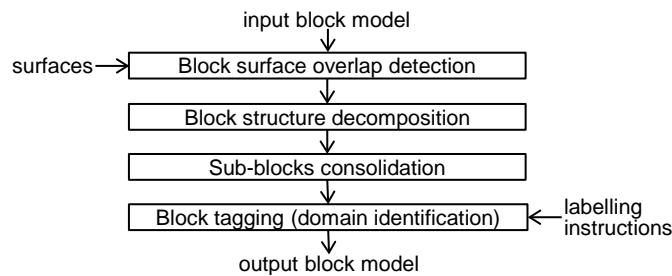 input block model
surfaces
Block surface overlap detection
Block structure decomposition
Sub-blocks consolidation
Block tagging (domain identification)
labelling
instructions
output block model